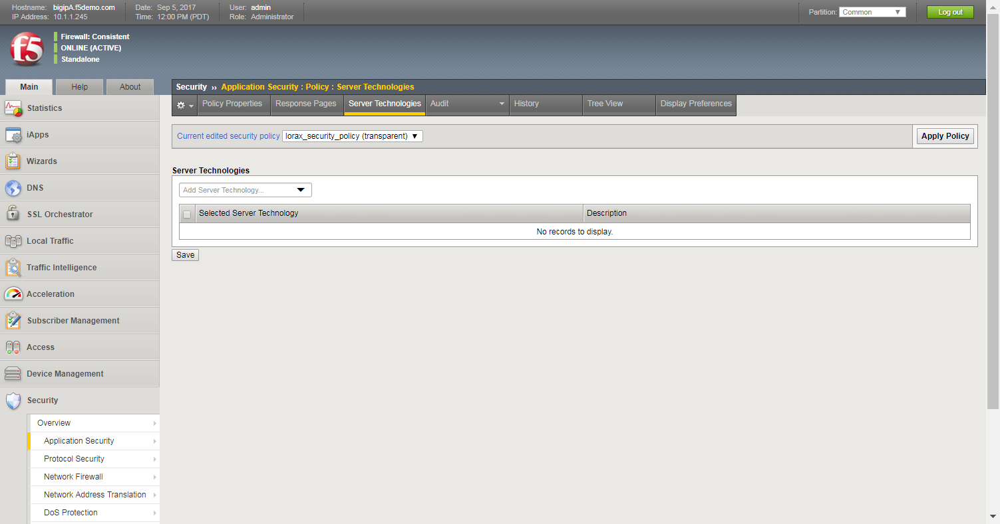 Hostname: bigipA.f5demo.com Date: Sep 5, 2017 User: admin
IP Address: 10.1.1.245 Time: 12:00 PM (PDT) Role: Administrator
Partition: Common Log out
f5
Firewall: Consistent
ONLINE (ACTIVE)
Standalone
Main Help About
Security ›› Application Security : Policy : Server Technologies
Policy Properties Response Pages Server Technologies Audit History Tree View Display Preferences
Statistics
iApps
Wizards
DNS
SSL Orchestrator
Local Traffic
Traffic Intelligence
Acceleration
Subscriber Management
Access
Device Management
Security
Overview
Application Security
Protocol Security
Network Firewall
Network Address Translation
DoS Protection
Current edited security policy lorax_security_policy (transparent) Apply Policy
Server Technologies
Add Server Technology...
Selected Server Technology Description
No records to display.
Save